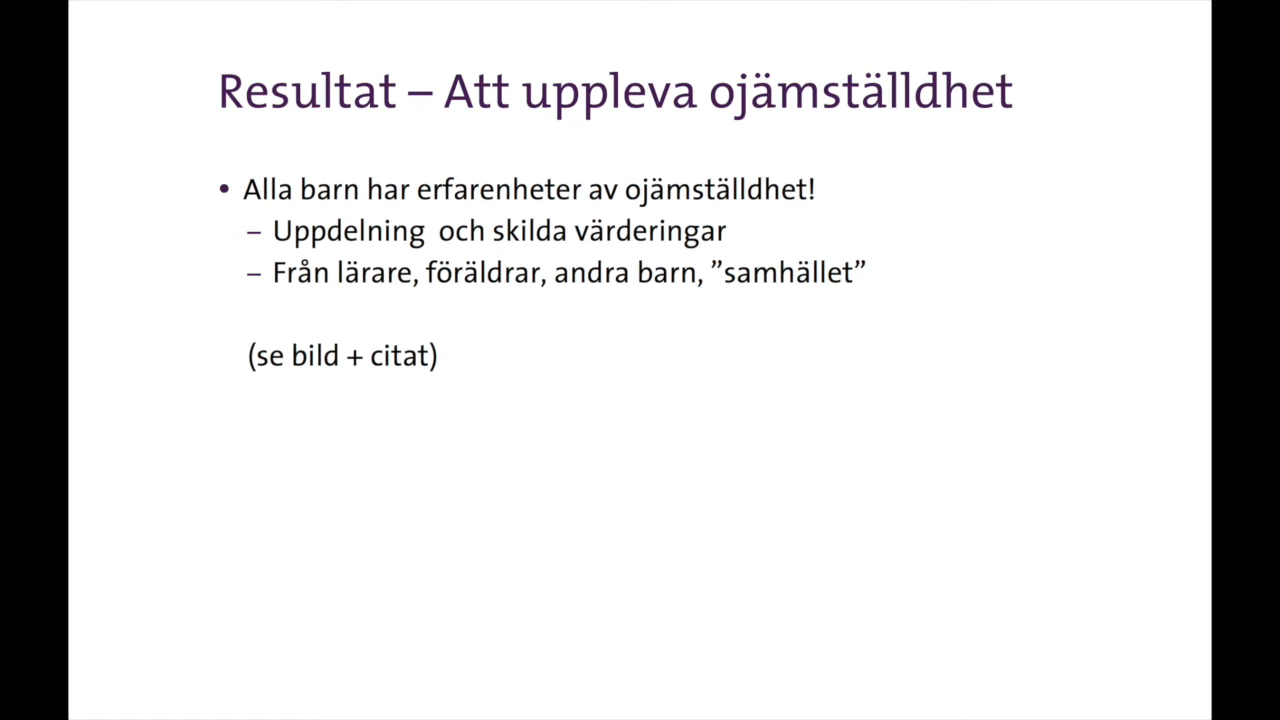 Resultat – Att uppleva ojämställdhet
• Alla barn har erfarenheter av ojämställdhet!
– Uppdelning  och skilda värderingar
– Från lärare, föräldrar, andra barn, ”samhället”
(se bild + citat)